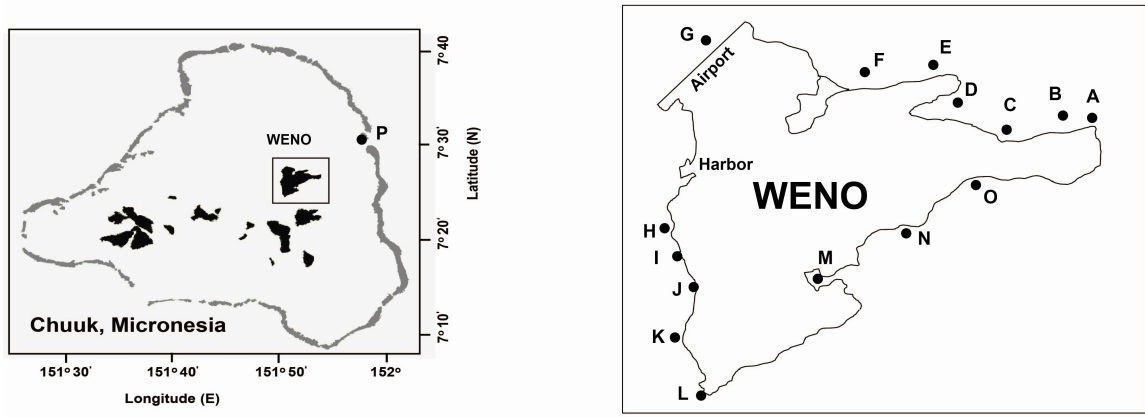 7° 40'
P
7° 30'
WENO
Latitude (N)
7° 20'
7° 10'
Chuuk, Micronesia
151° 30'
151° 40'
151° 50'
152°
Longitude (E)
G
Airport
F
E
D
C
B
A
Harbor
WENO
O
H
N
I
M
J
K
L